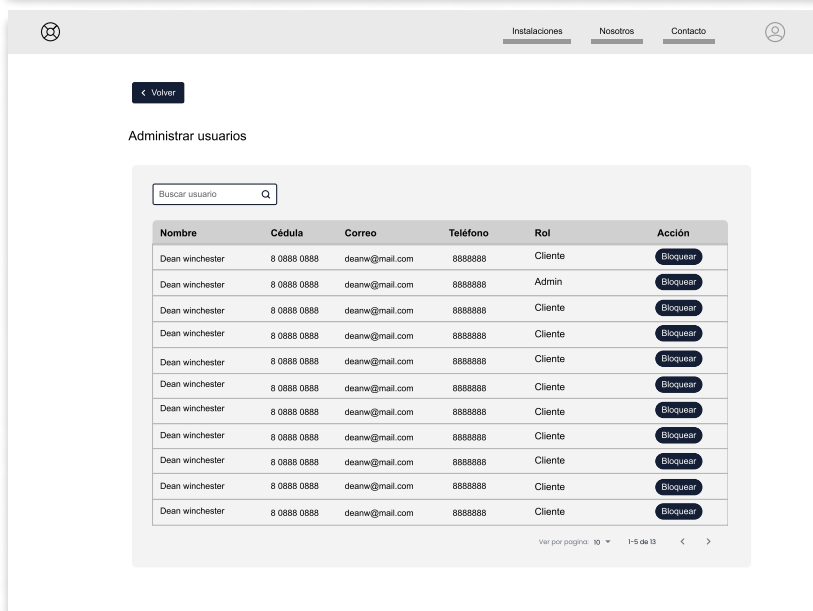 Instalaciones Nosotros Contacto
Volver
Administrar usuarios
Buscar usuario
Nombre Cédula Correo Teléfono Rol Acción
Dean winchester 8 0888 0888 deanw@mail.com 8888888 Cliente Bloquear
Dean winchester 8 0888 0888 deanw@mail.com 8888888 Admin Bloquear
Dean winchester 8 0888 0888 deanw@mail.com 8888888 Cliente Bloquear
Dean winchester 8 0888 0888 deanw@mail.com 8888888 Cliente Bloquear
Dean winchester 8 0888 0888 deanw@mail.com 8888888 Cliente Bloquear
Dean winchester 8 0888 0888 deanw@mail.com 8888888 Cliente Bloquear
Dean winchester 8 0888 0888 deanw@mail.com 8888888 Cliente Bloquear
Dean winchester 8 0888 0888 deanw@mail.com 8888888 Cliente Bloquear
Dean winchester 8 0888 0888 deanw@mail.com 8888888 Cliente Bloquear
Dean winchester 8 0888 0888 deanw@mail.com 8888888 Cliente Bloquear
Dean winchester 8 0888 0888 deanw@mail.com 8888888 Cliente Bloquear
Ver por pagina: 10 1-5 de 13